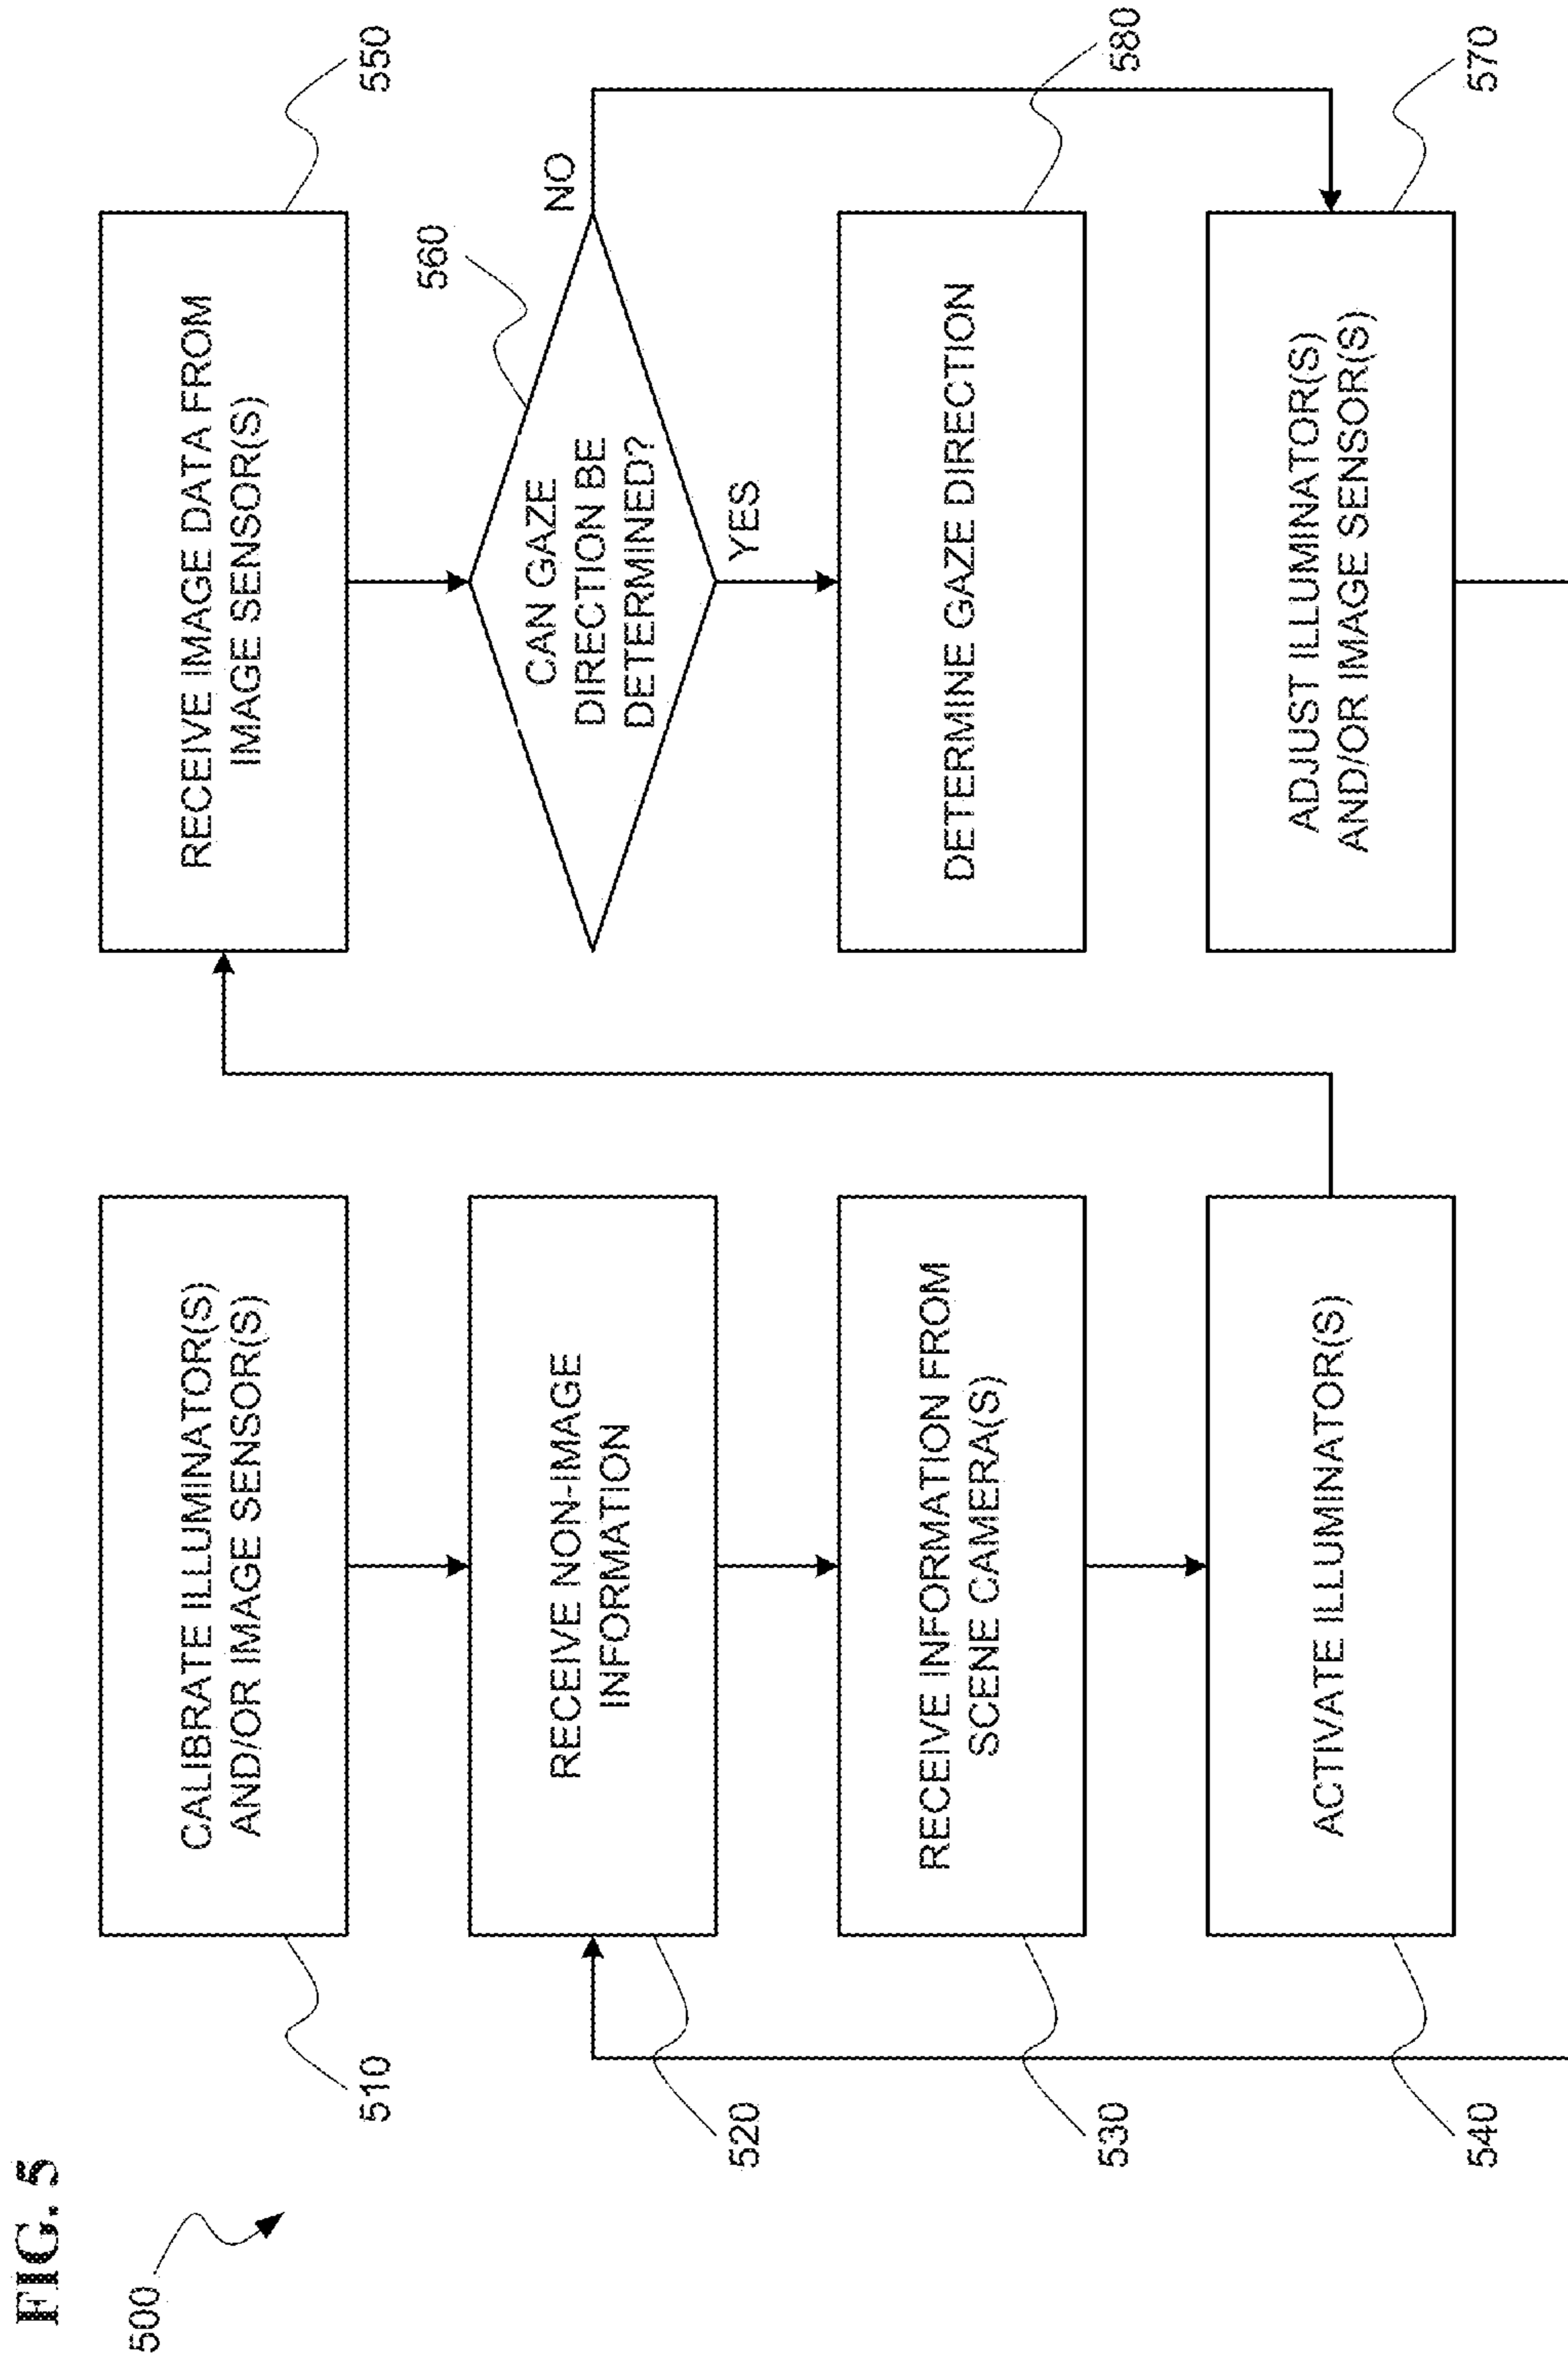 FIG. 5
500
510
CALIBRATE ILLUMINATOR(S)
AND/OR IMAGE SENSOR(S)
520
RECEIVE NON-IMAGE
INFORMATION
530
RECEIVE INFORMATION FROM
SCENE CAMERA(S)
540
ACTIVATE ILLUMINATOR(S)
550
RECEIVE IMAGE DATA FROM
IMAGE SENSOR(S)
560
CAN GAZE
DIRECTION BE
DETERMINED?
NO
YES
580
DETERMINE GAZE DIRECTION
570
ADJUST ILLUMINATOR(S)
AND/OR IMAGE SENSOR(S)